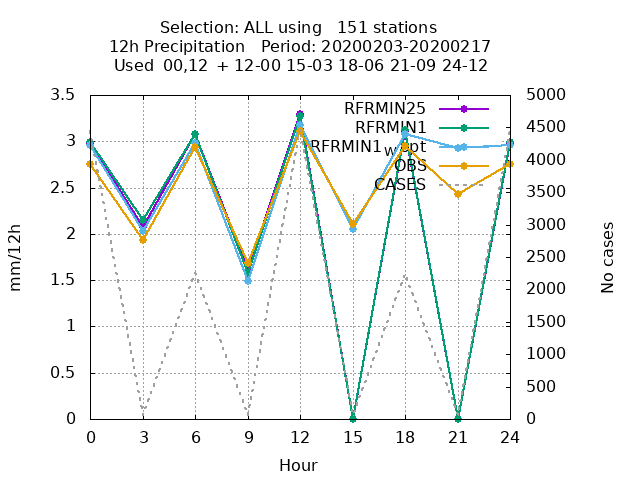 Selection: ALL using   151 stations
12h Precipitation   Period: 20200203-20200217
Used  00,12  + 12-00 15-03 18-06 21-09 24-12
RFRMIN25
RFRMIN1
RFRMIN1wopt
OBS
CASES
3.5
3
2.5
2
1.5
1
0.5
0
5000
4500
4000
3500
3000
2500
2000
1500
1000
500
0
mm/12h
No cases
0 3 6 9 12 15 18 21 24
Hour